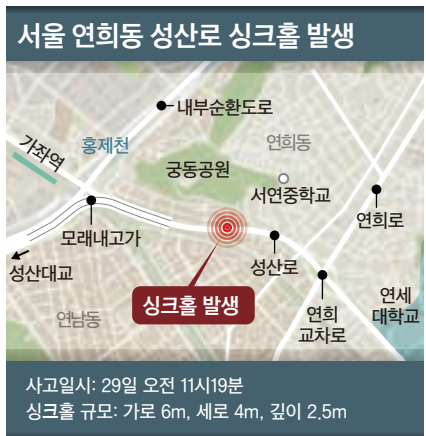 서울 연희동 성산로 싱크홀 발생
내부순환도로
홍제천
연희동
가좌역
궁동공원
서연중학교
연희로
모래내고가
성산로
성산대교
싱크홀 발생
연남동
연희
교차로
연세
대학교
사고일시: 29일 오전 11시19분
싱크홀 규모: 가로 6m, 세로 4m, 깊이 2.5m